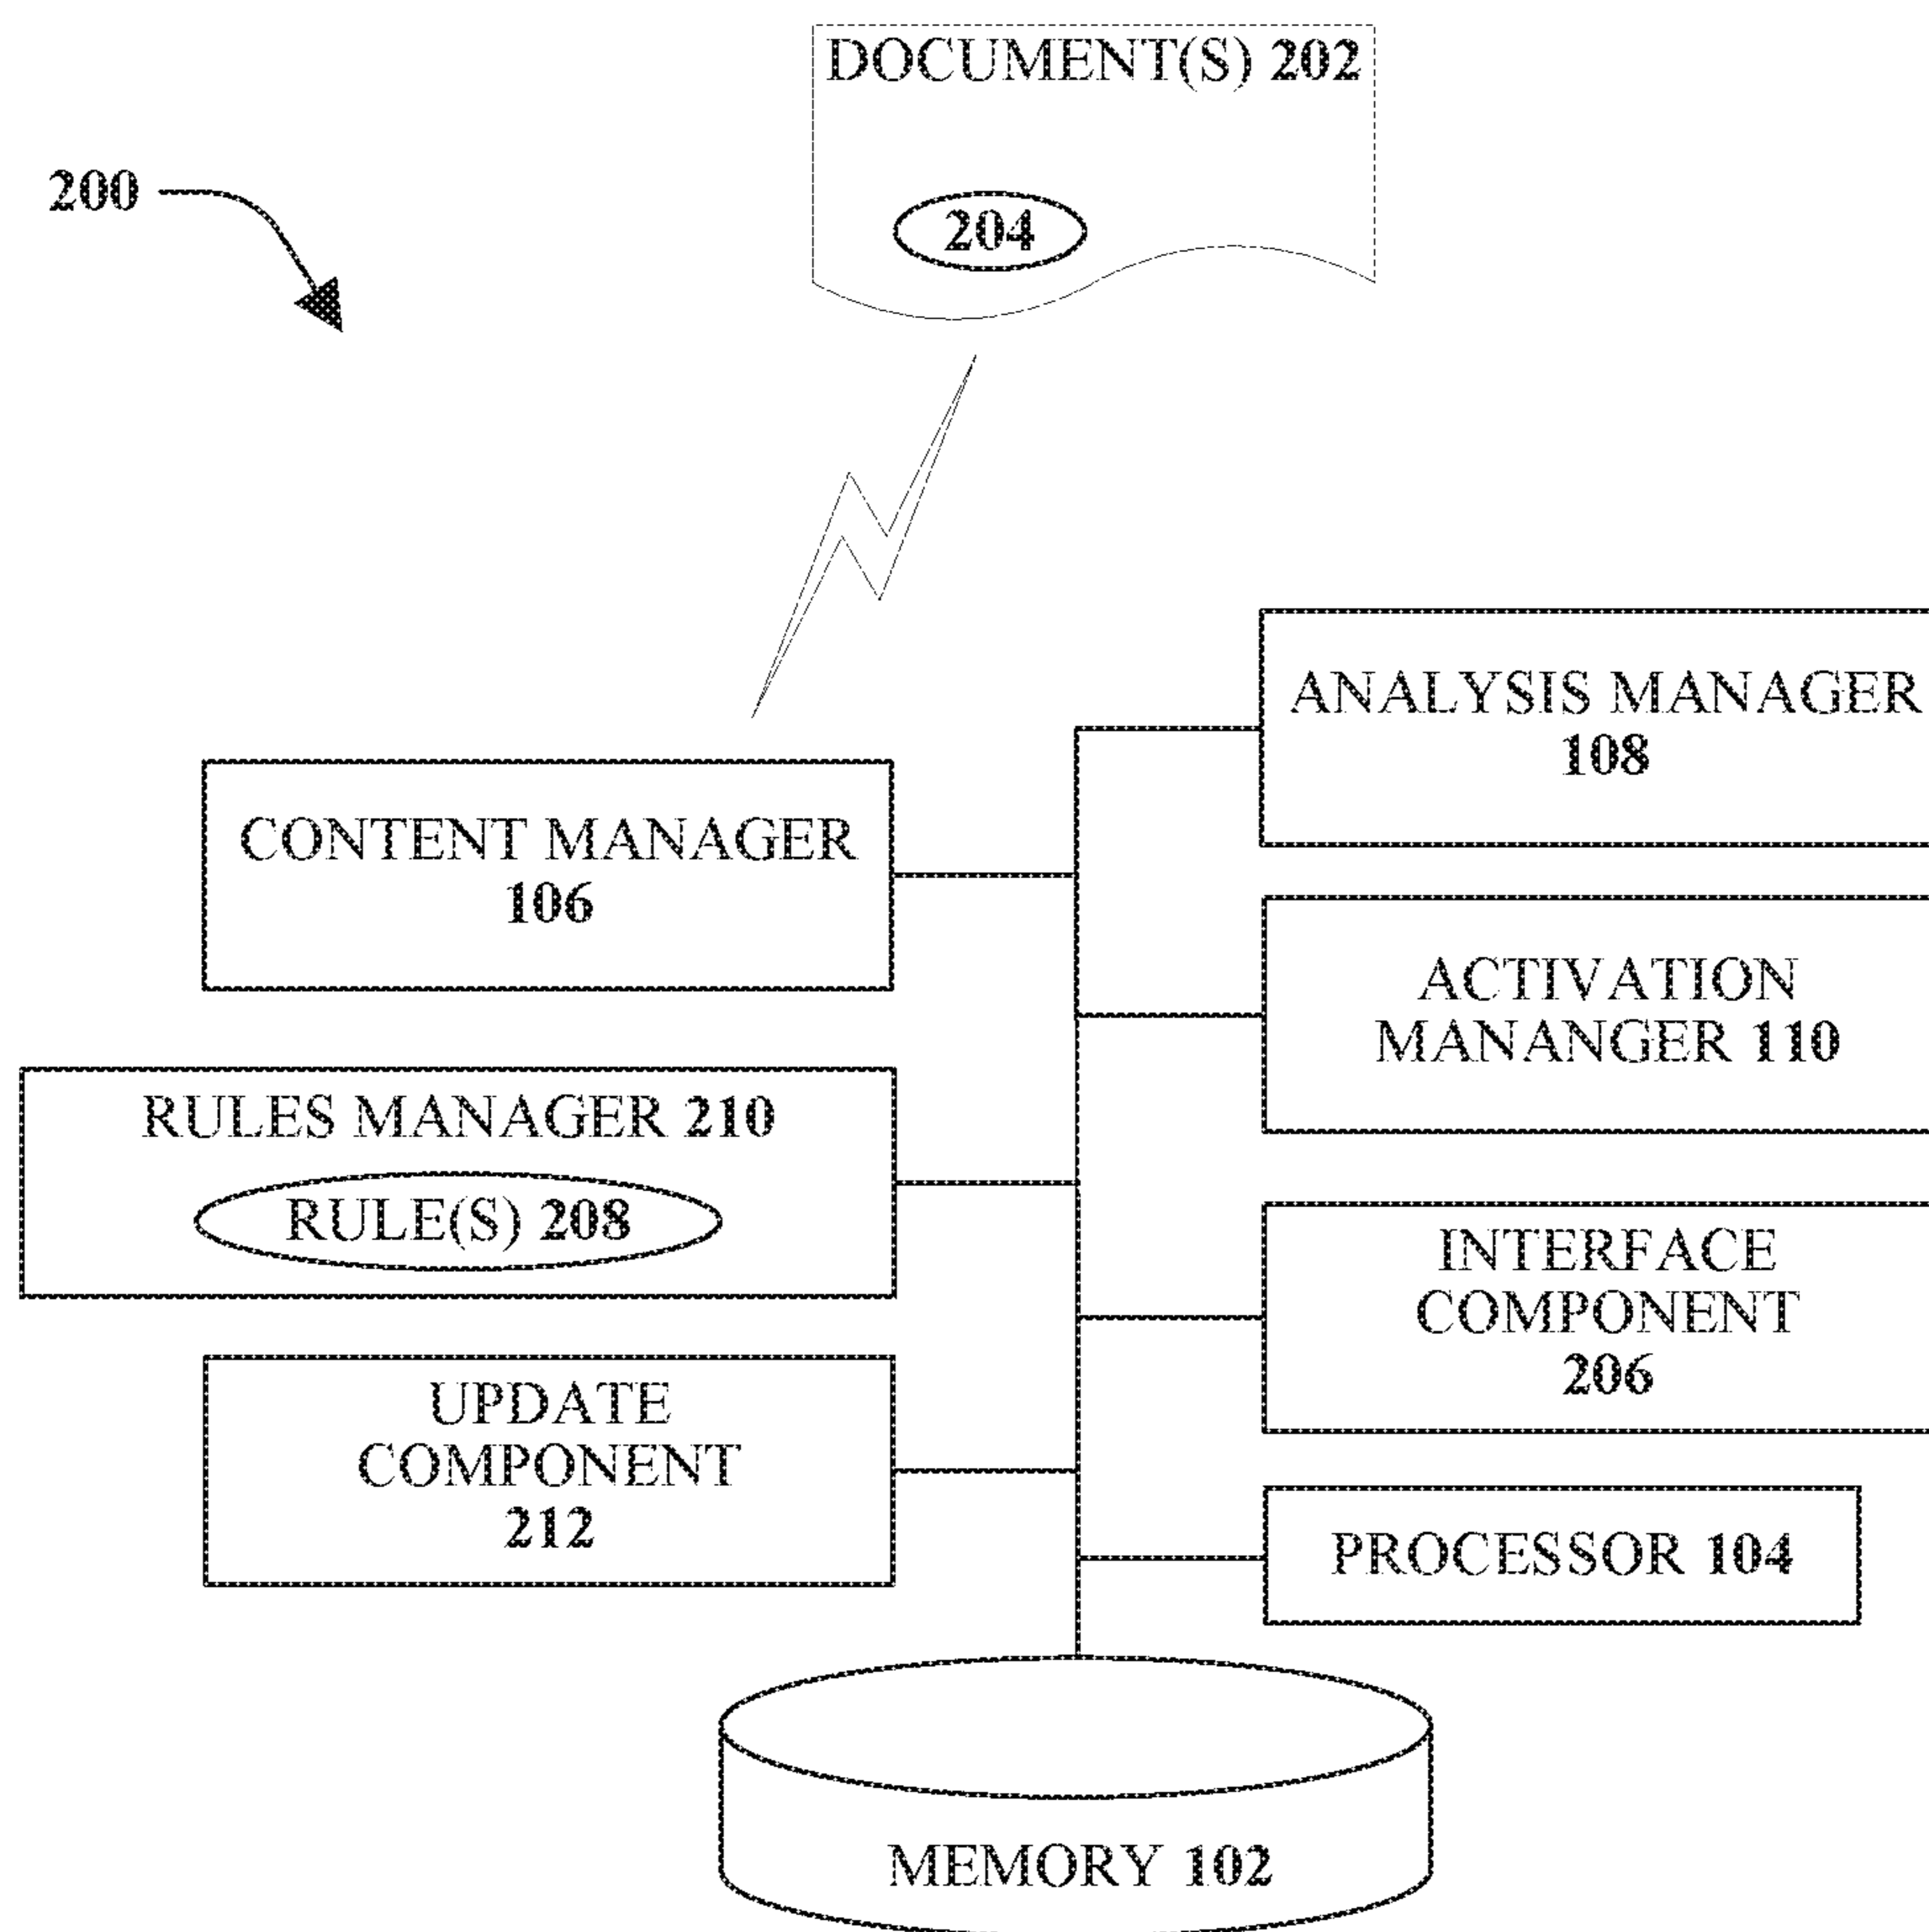 DOCUMENT(S) 202
200
204
ANALYSIS MANAGER
108
CONTENT MANAGER
106
ACTIVATION
MANANGER 110
RULES MANAGER 210
RULE(S) 208
INTERFACE
COMPONENT
206
UPDATE
COMPONENT
212
PROCESSOR 104
MEMORY 102